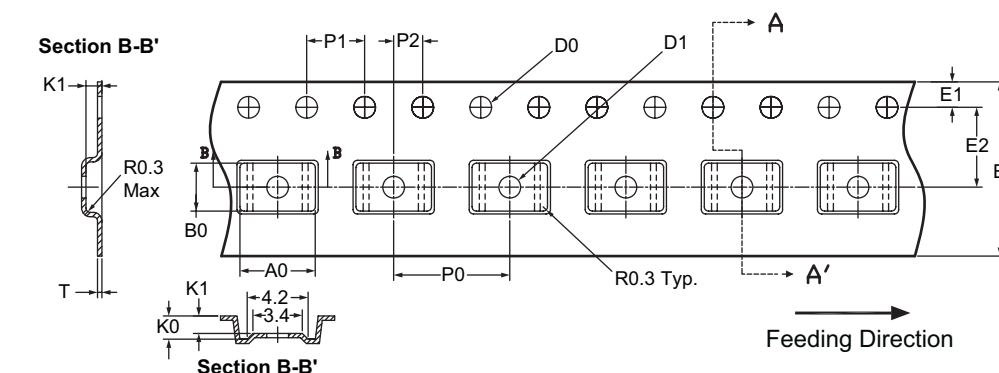 Section B-B'
P1
P2
D0
D1
A
K1
E1
E2
E
B
B
R0.3
Max
B0
A0
P0
R0.3 Typ.
A'
T
K1
4.2
K0
3.4
Section B-B'
Feeding Direction